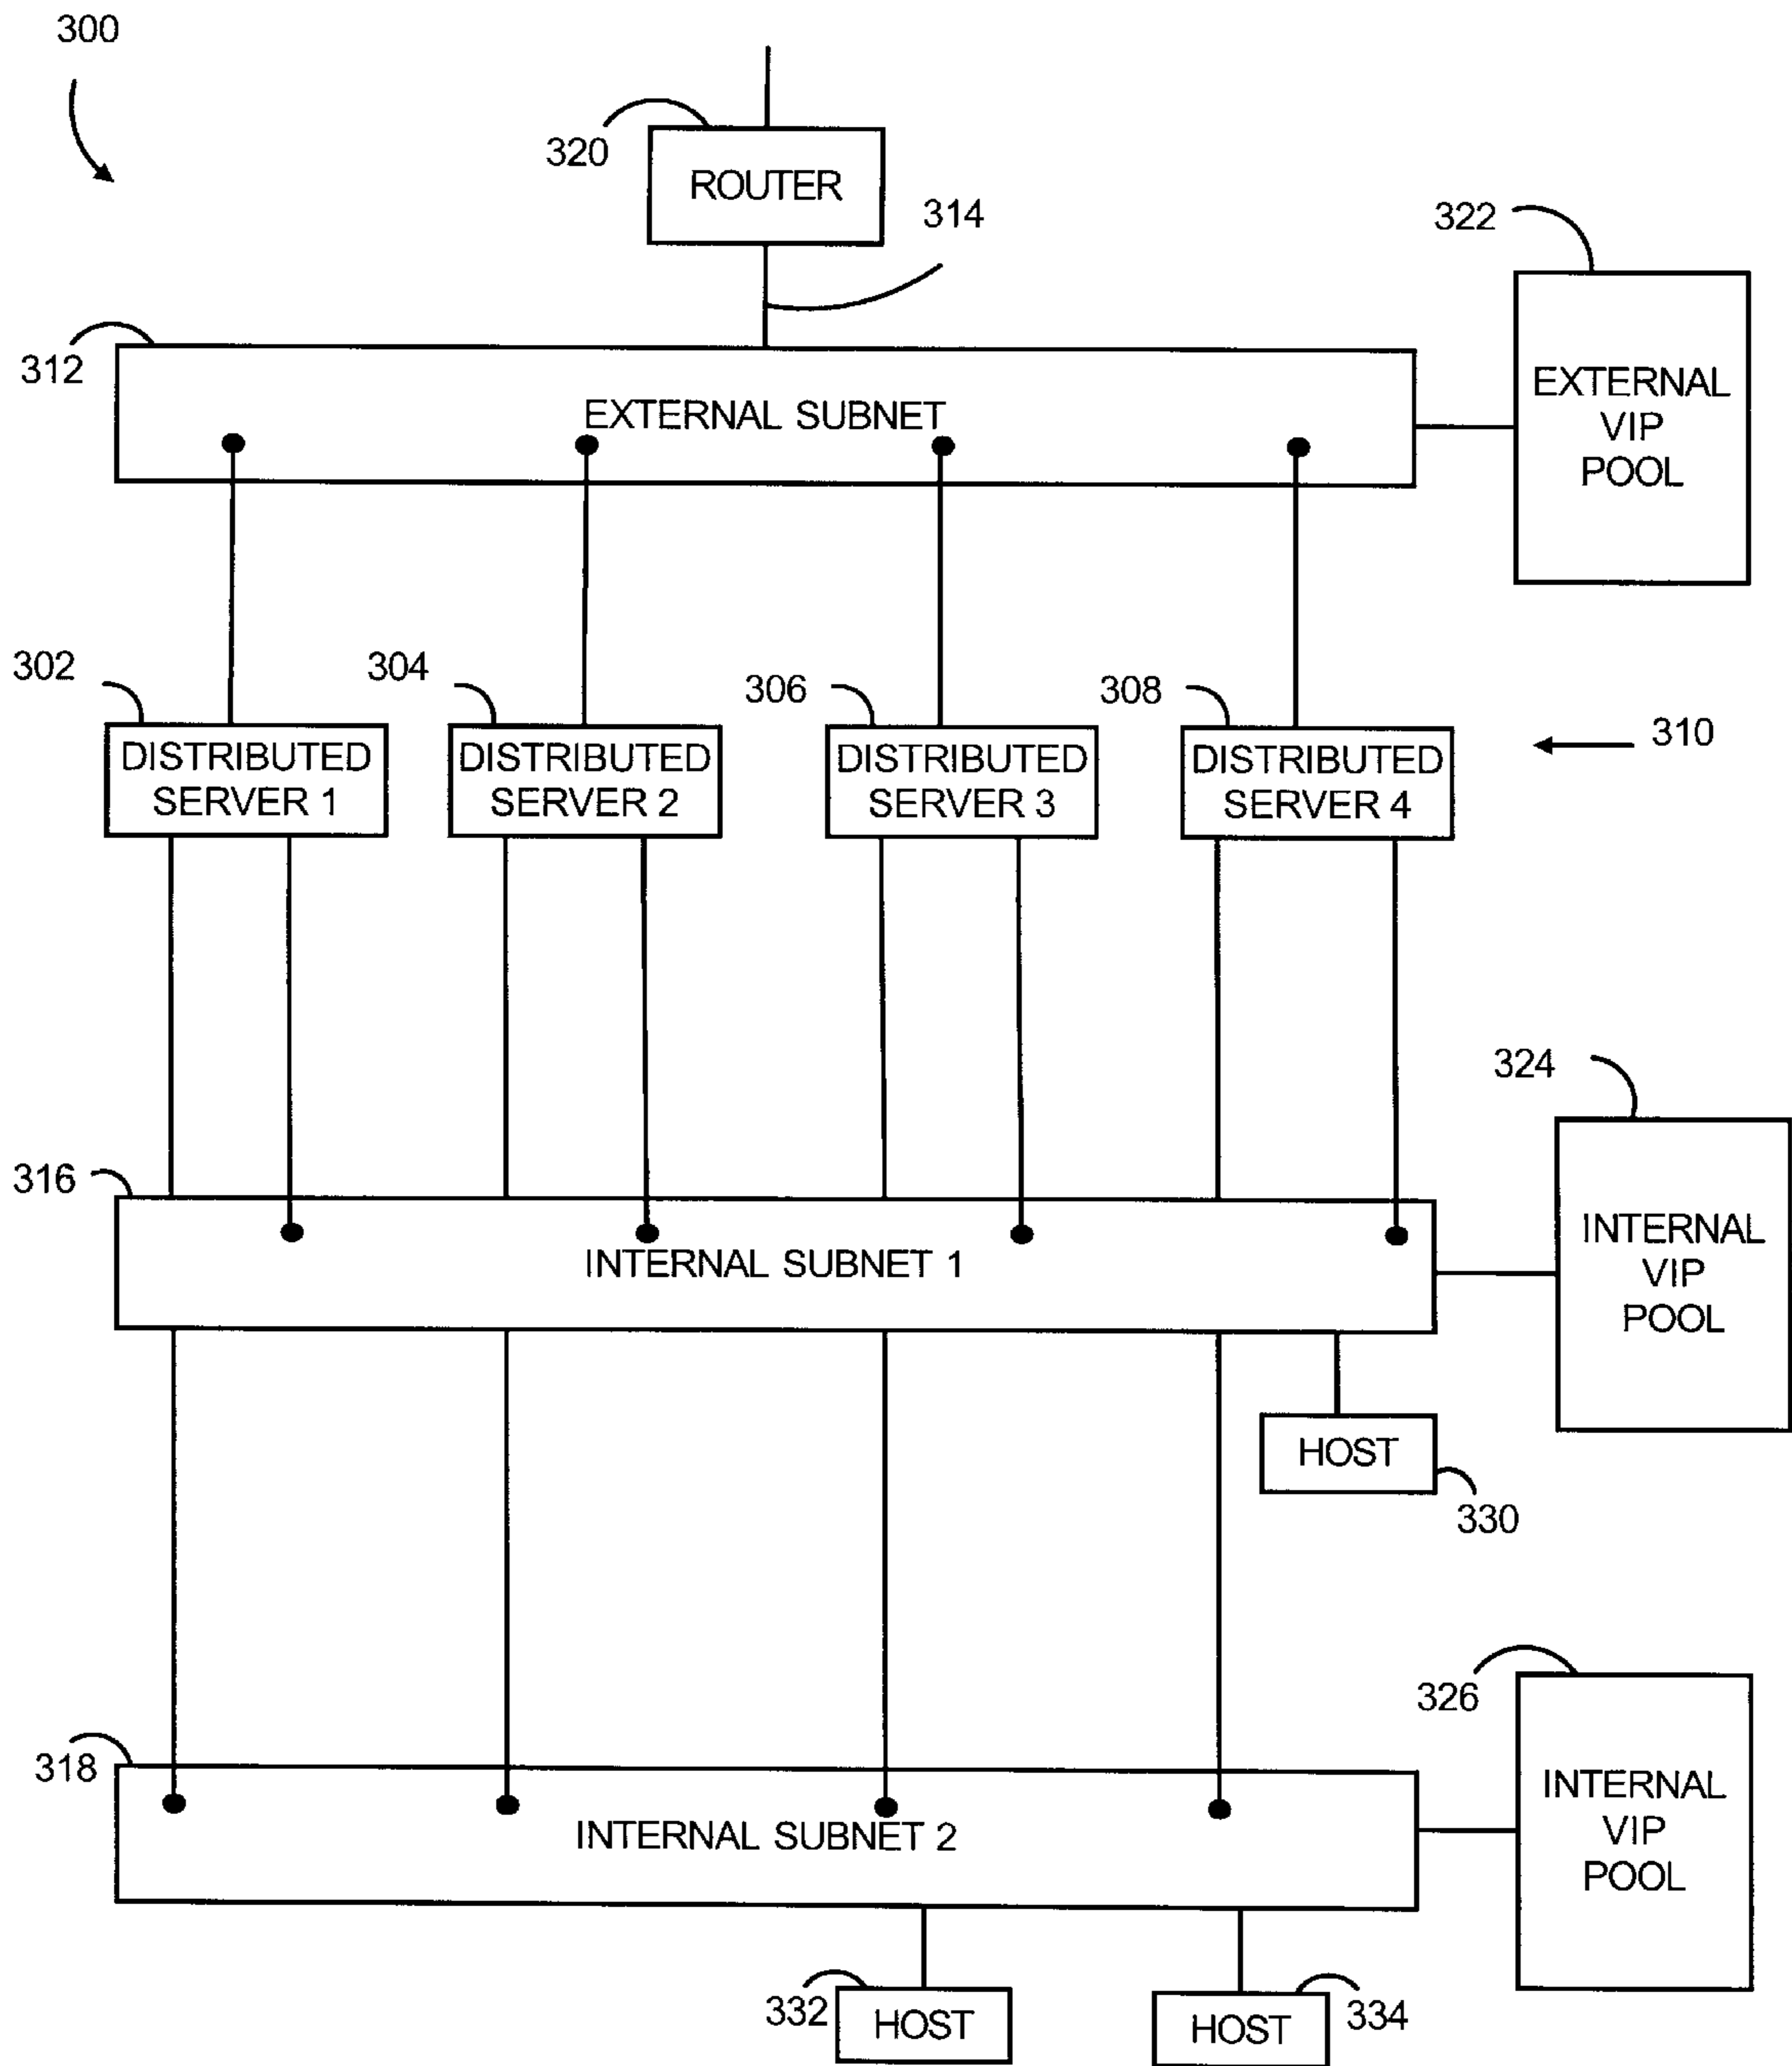 300
320
ROUTER
314
322
312
EXTERNAL SUBNET
EXTERNAL
VIP
POOL
302
304
306
308
310
DISTRIBUTED
SERVER 1
DISTRIBUTED
SERVER 2
DISTRIBUTED
SERVER 3
DISTRIBUTED
SERVER 4
324
316
INTERNAL SUBNET 1
INTERNAL
VIP
POOL
HOST
330
326
318
INTERNAL SUBNET 2
INTERNAL
VIP
POOL
332
HOST
HOST
334